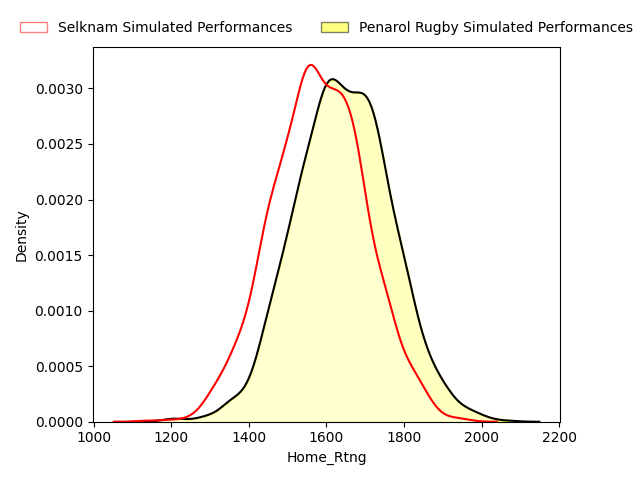 Selknam Simulated Performances Penarol Rugby Simulated Performances
0.0030
0.0025
0.0020
0.0015
0.0010
0.0005
0.0000
Density
1000 1200 1400 1600 1800 2000 2200
Home_Rtng